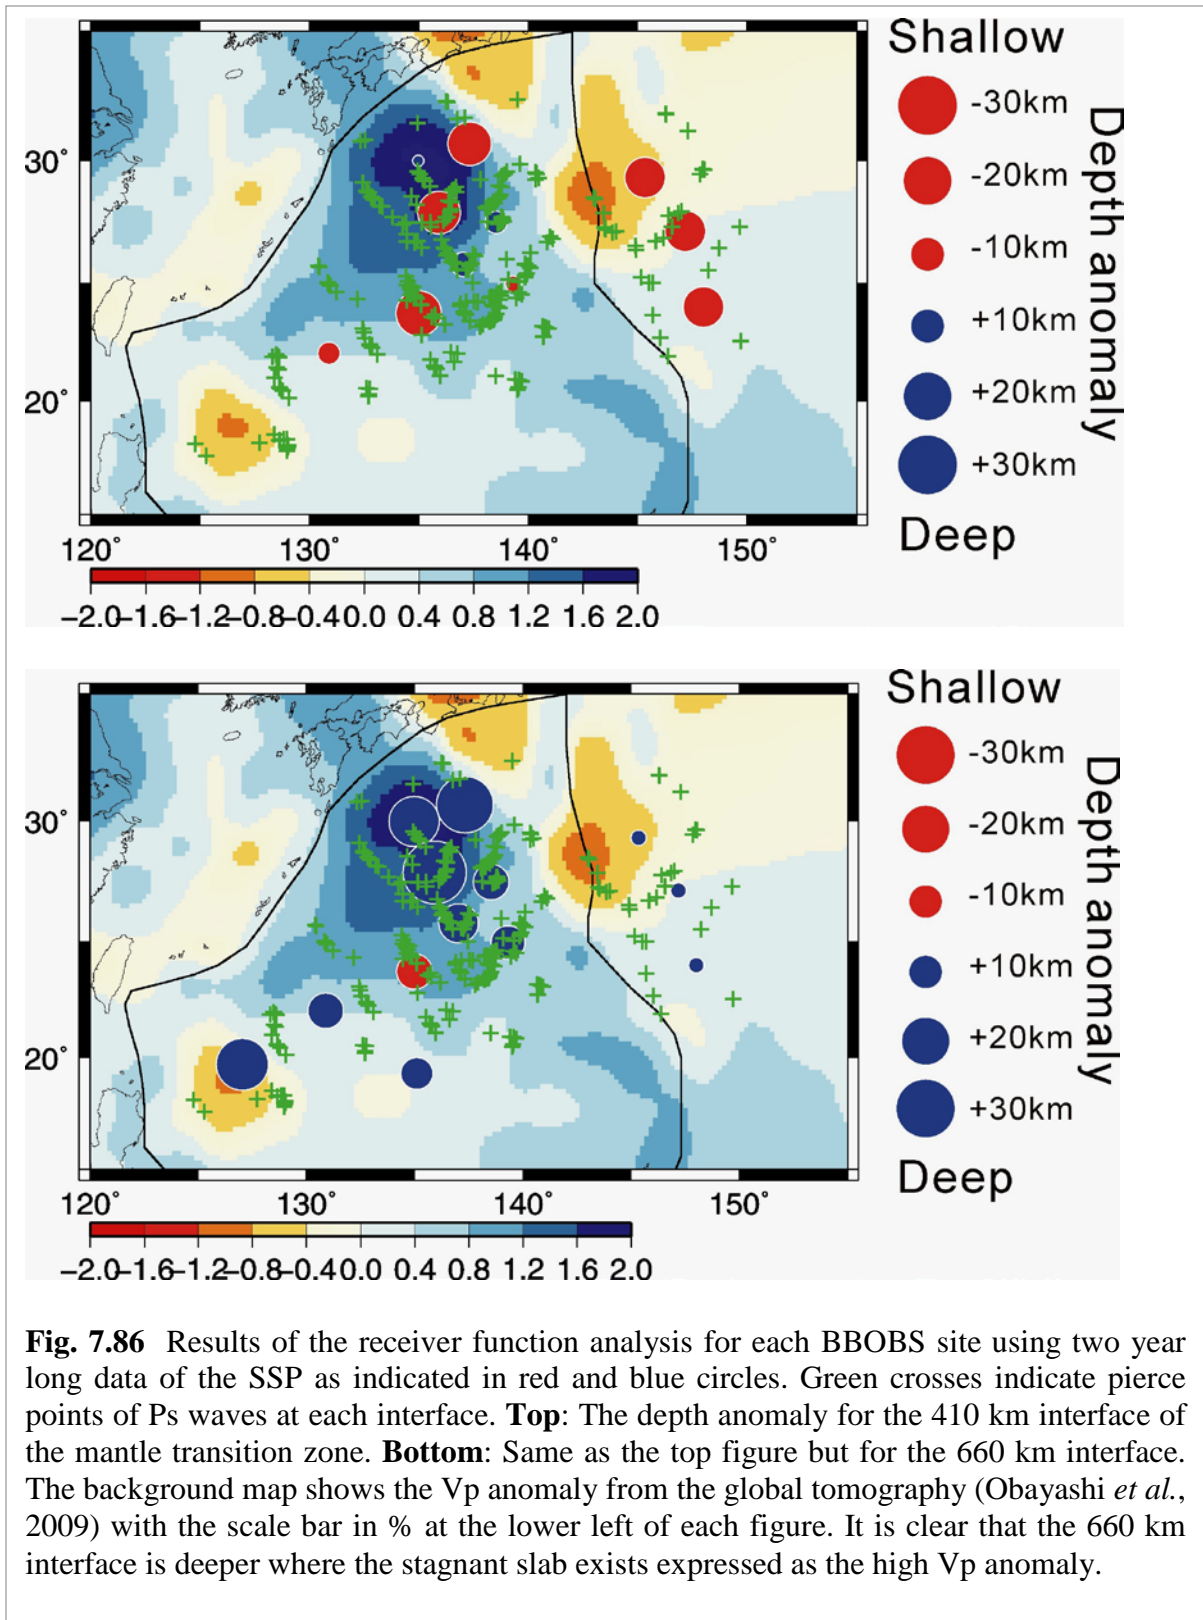 Shallow
-30km
-20km
-10km
+10km
+20km
+30km
Deep
Depth anomaly
30°
20°
120° 130° 140° 150°
−2.0−1.6−1.2−0.8−0.4 0.0 0.4 0.8 1.2 1.6 2.0
Shallow
-30km
-20km
-10km
+10km
+20km
+30km
Deep
Depth anomaly
30°
20°
120° 130° 140° 150°
−2.0−1.6−1.2−0.8−0.4 0.0 0.4 0.8 1.2 1.6 2.0
Fig. 7.86 Results of the receiver function analysis for each BBOBS site using two year
long data of the SSP as indicated in red and blue circles. Green crosses indicate pierce
points of Ps waves at each interface. Top: The depth anomaly for the 410 km interface of
the mantle transition zone. Bottom: Same as the top figure but for the 660 km interface.
The background map shows the Vp anomaly from the global tomography (Obayashi et al.,
2009) with the scale bar in % at the lower left of each figure. It is clear that the 660 km
interface is deeper where the stagnant slab exists expressed as the high Vp anomaly.